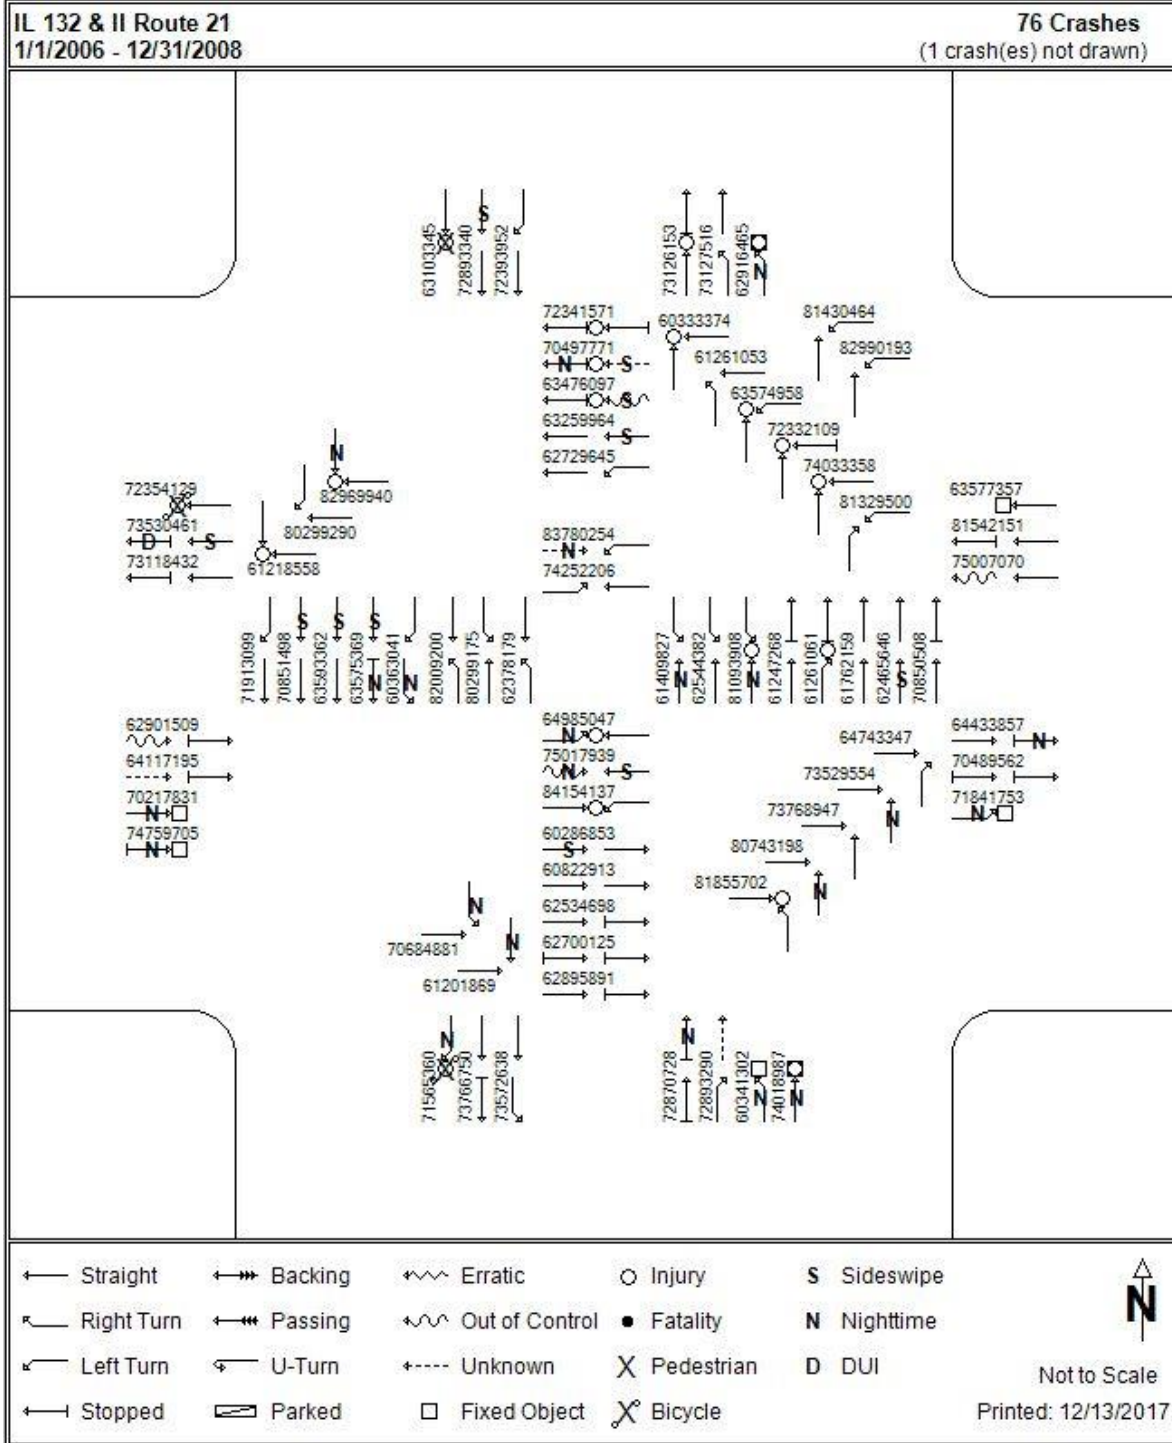 IL 132 & Il Route 21
76 Crashes
1/1/2006 - 12/31/2008
(1 crash(es) not drawn)
63103345
72893340
S
72393952
73126153
73127516
62916465
N
72341571
70497771
N
S
63476097
S
63259964
S
62729645
60333374
61261053
63574958
72332109
74033358
81430464
82990193
81329500
N
82969940
80299290
61218558
72354129
73530461
D
S
73118432
63577357
81542151
75007070
83780254
N
74252206
71913099
70851498
S
63593362
S
63575369
S
N
60363041
N
82009200
80299175
62378179
61409827
N
62544382
81093908
N
61247268
61261061
61762159
62465646
S
70850508
62901509
64117195
70217831
N
74759705
N
64985047
N
75017939
N
S
84154137
60286853
S
60822913
62534698
62700125
62895891
64743347
73529554
N
73768947
80743198
N
81855702
64433857
N
70489562
71841753
N
N
70684881
N
61201869
71565360
N
73766750
73572638
72870728
N
72893290
60341302
N
74018987
N
Straight
Backing
Erratic
Injury
S Sideswipe
Right Turn
Passing
Out of Control
Fatality
N Nighttime
Left Turn
U-Turn
Unknown
Pedestrian
D DUI
Stopped
Parked
Fixed Object
Bicycle
N
Not to Scale
Printed: 12/13/2017